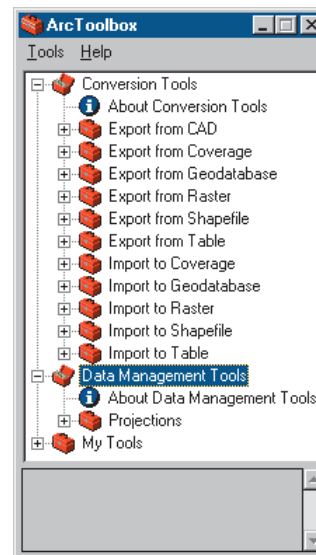 ArcToolbox
Tools Help
Conversion Tools
About Conversion Tools
Export from CAD
Export from Coverage
Export from Geodatabase
Export from Raster
Export from Shapefile
Export from Table
Import to Coverage
Import to Geodatabase
Import to Raster
Import to Shapefile
Import to Table
Data Management Tools
About Data Management Tools
Projections
My Tools